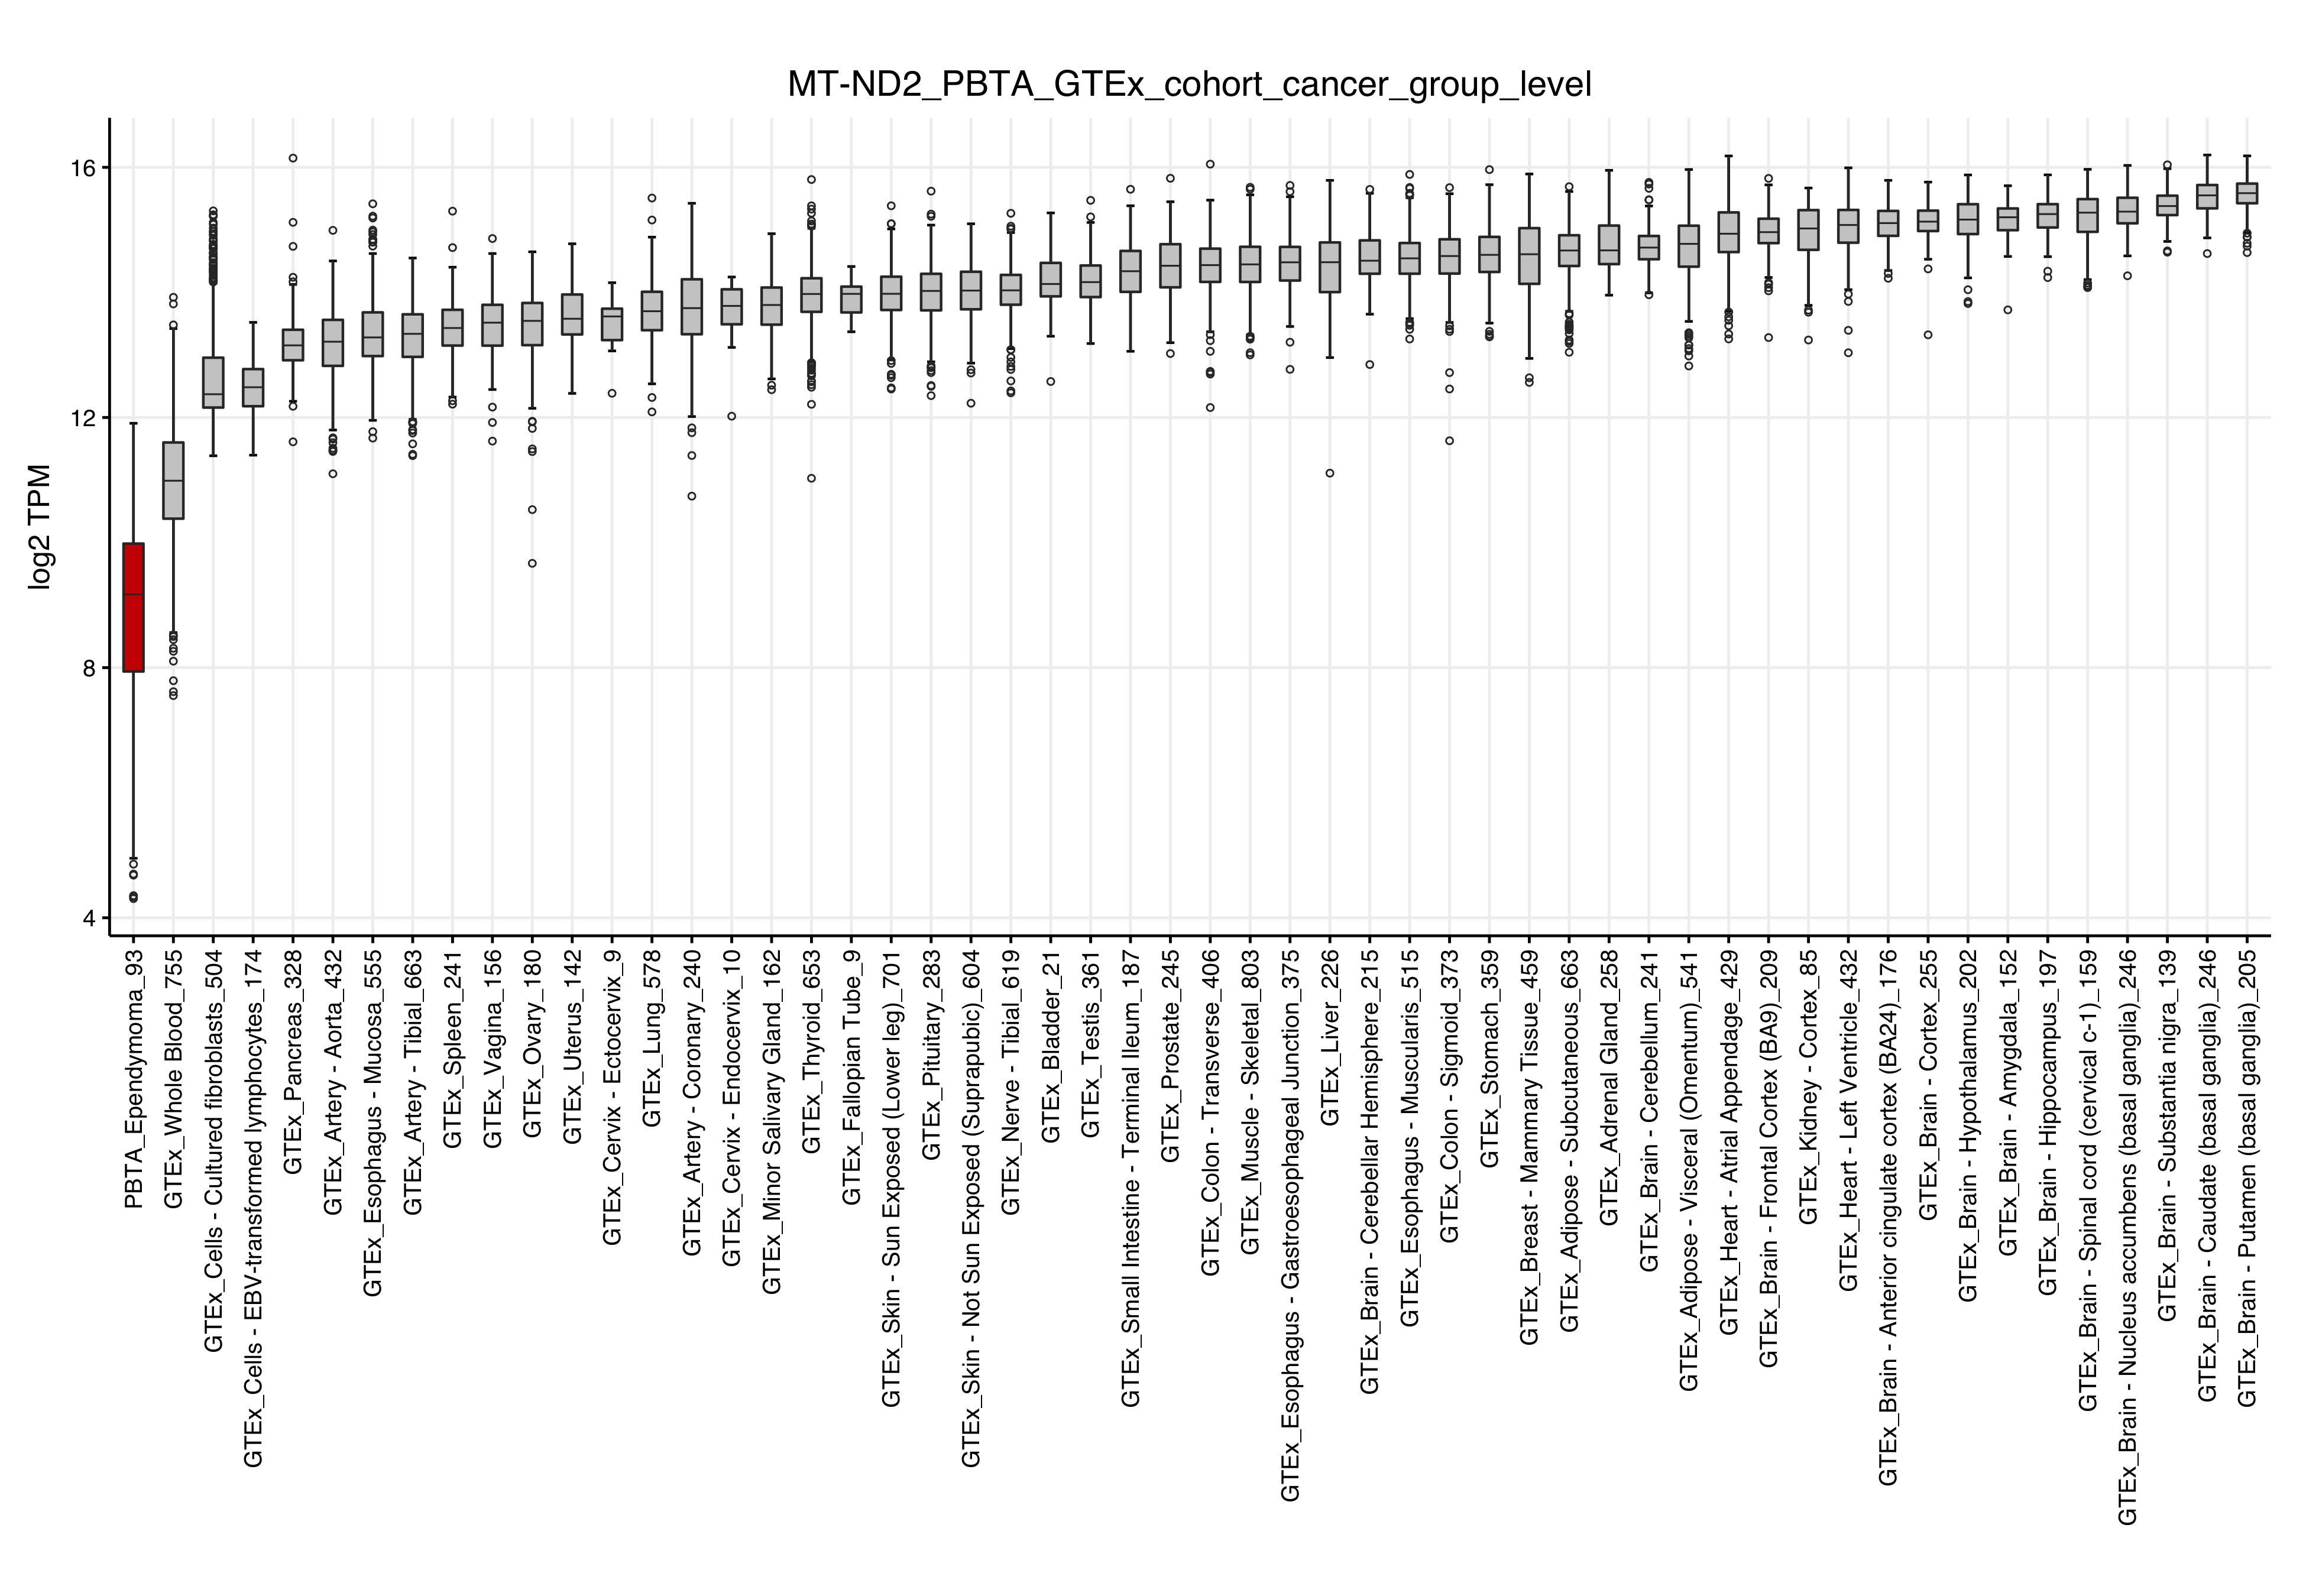 MT-ND2_PBTA_GTEx_cohort_cancer_group_level
log2 TPM
16
12
8
4
PBTA_Ependymoma_93
GTEx_Whole Blood_755
GTEx_Cells - Cultured fibroblasts_504
GTEx_Cells - EBV-transformed lymphocytes_174
GTEx_Pancreas_328
GTEx_Artery - Aorta_432
GTEx_Esophagus - Mucosa_555
GTEx_Artery - Tibial_663
GTEx_Spleen_241
GTEx_Vagina_156
GTEx_Ovary_180
GTEx_Uterus_142
GTEx_Cervix - Ectocervix_9
GTEx_Lung_578
GTEx_Artery - Coronary_240
GTEx_Cervix - Endocervix_10
GTEx_Minor Salivary Gland_162
GTEx_Thyroid_653
GTEx_Fallopian Tube_9
GTEx_Skin - Sun Exposed (Lower leg)_701
GTEx_Pituitary_283
GTEx_Skin - Not Sun Exposed (Suprapubic)_604
GTEx_Nerve - Tibial_619
GTEx_Bladder_21
GTEx_Testis_361
GTEx_Small Intestine - Terminal Ileum_187
GTEx_Prostate_245
GTEx_Colon - Transverse_406
GTEx_Muscle - Skeletal_803
GTEx_Esophagus - Gastroesophageal Junction_375
GTEx_Liver_226
GTEx_Brain - Cerebellar Hemisphere_215
GTEx_Esophagus - Muscularis_515
GTEx_Colon - Sigmoid_373
GTEx_Stomach_359
GTEx_Breast - Mammary Tissue_459
GTEx_Adipose - Subcutaneous_663
GTEx_Adrenal Gland_258
GTEx_Brain - Cerebellum_241
GTEx_Adipose - Visceral (Omentum)_541
GTEx_Heart - Atrial Appendage_429
GTEx_Brain - Frontal Cortex (BA9)_209
GTEx_Kidney - Cortex_85
GTEx_Heart - Left Ventricle_432
GTEx_Brain - Anterior cingulate cortex (BA24)_176
GTEx_Brain - Cortex_255
GTEx_Brain - Hypothalamus_202
GTEx_Brain - Amygdala_152
GTEx_Brain - Hippocampus_197
GTEx_Brain - Spinal cord (cervical c-1)_159
GTEx_Brain - Nucleus accumbens (basal ganglia)_246
GTEx_Brain - Substantia nigra_139
GTEx_Brain - Caudate (basal ganglia)_246
GTEx_Brain - Putamen (basal ganglia)_205